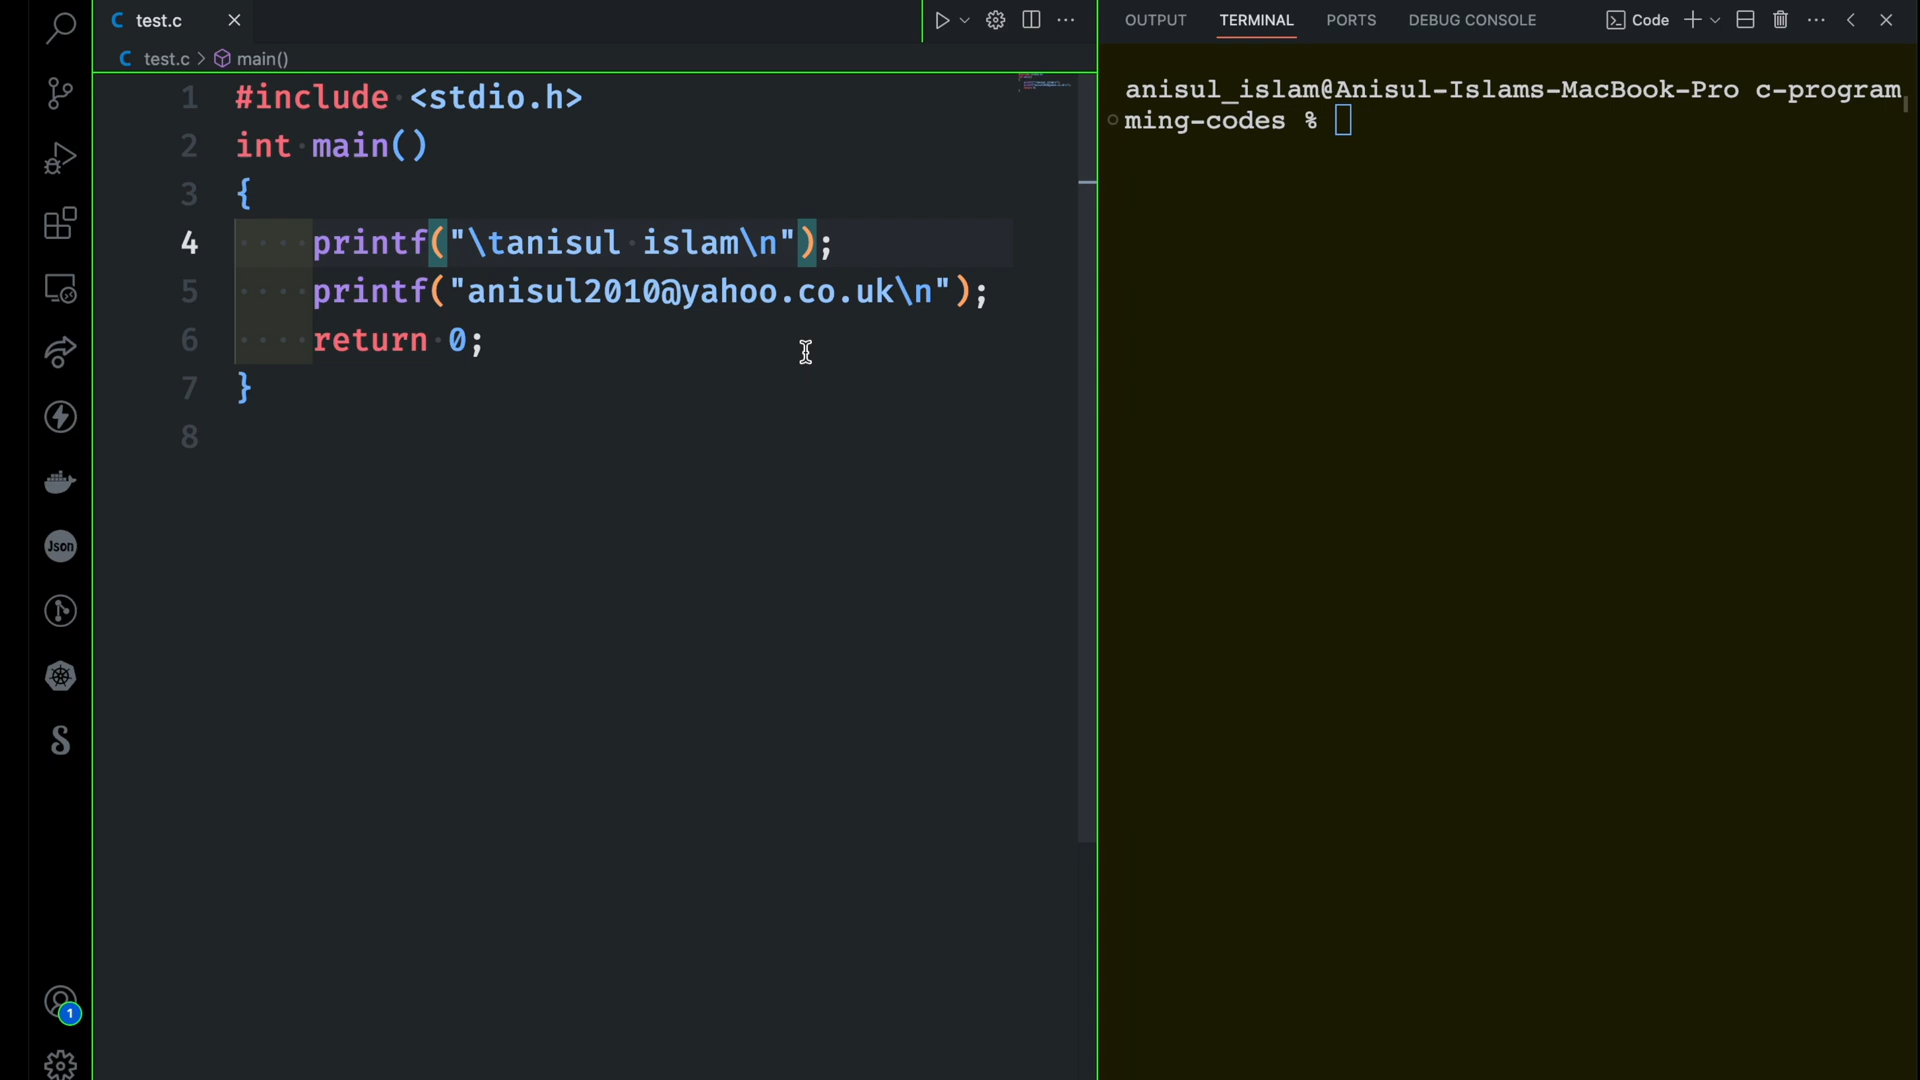 test.c
OUTPUT TERMINAL PORTS DEBUG CONSOLE Code
test.c > main()
1 #include <stdio.h>
2 int main()
3 {
4 printf("\tanisul islam\n");
5 printf("anisul2010@yahoo.co.uk\n");
6 return 0;
7 }
8
anisul_islam@Anisul-Islams-MacBook-Pro c-program
ming-codes %
Json
S
1